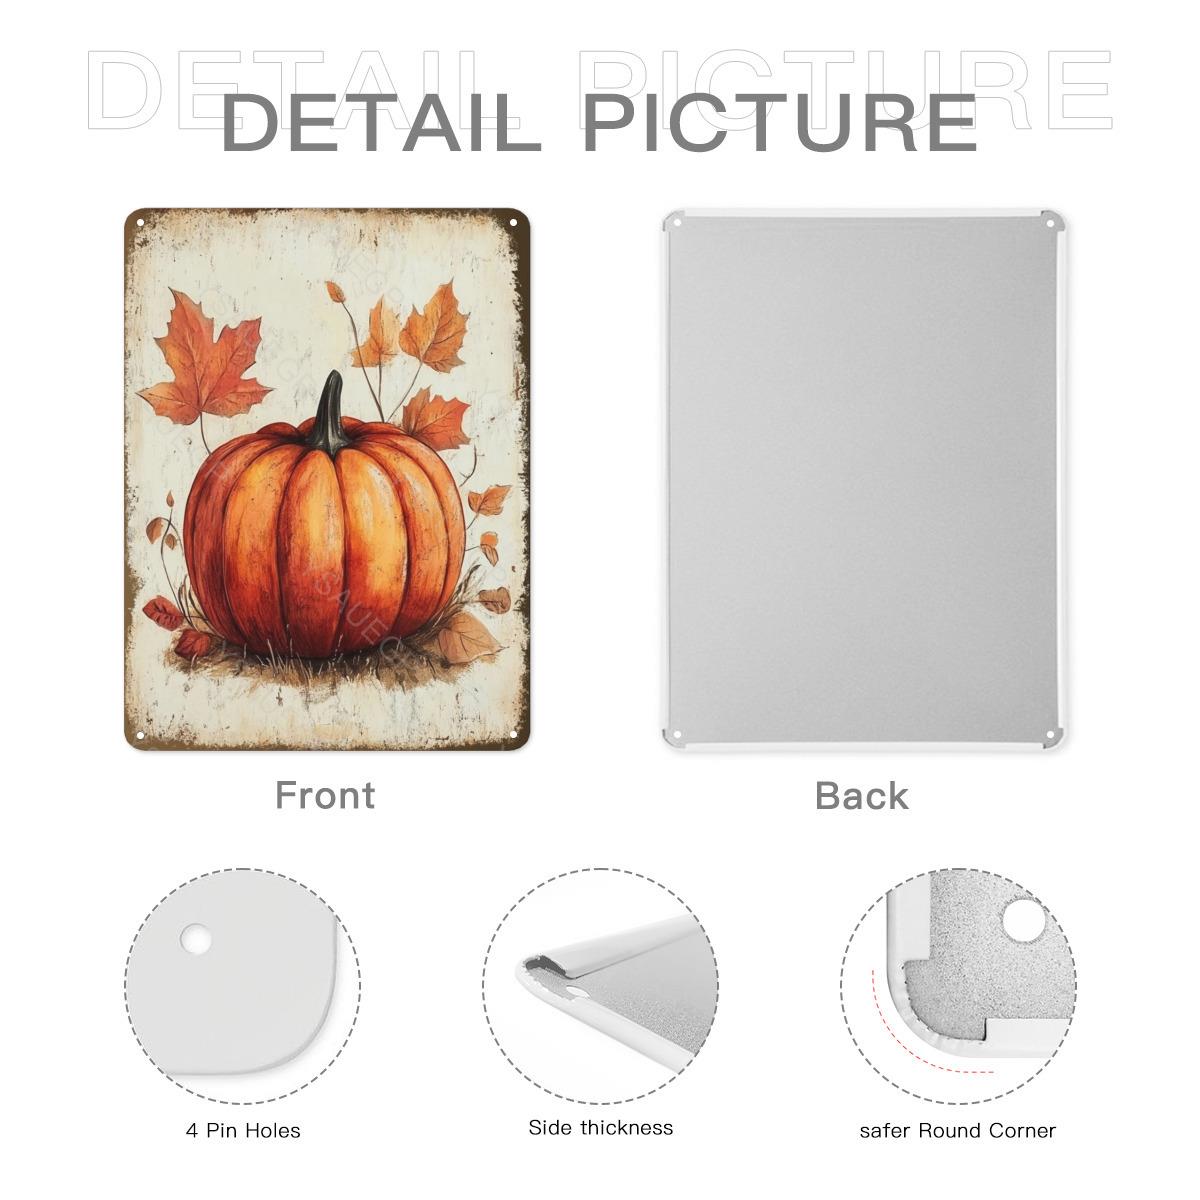 DETAIL PICTURE
DETAIL PICTURE
Front
Back
4 Pin Holes
Side thickness
safer Round Corner